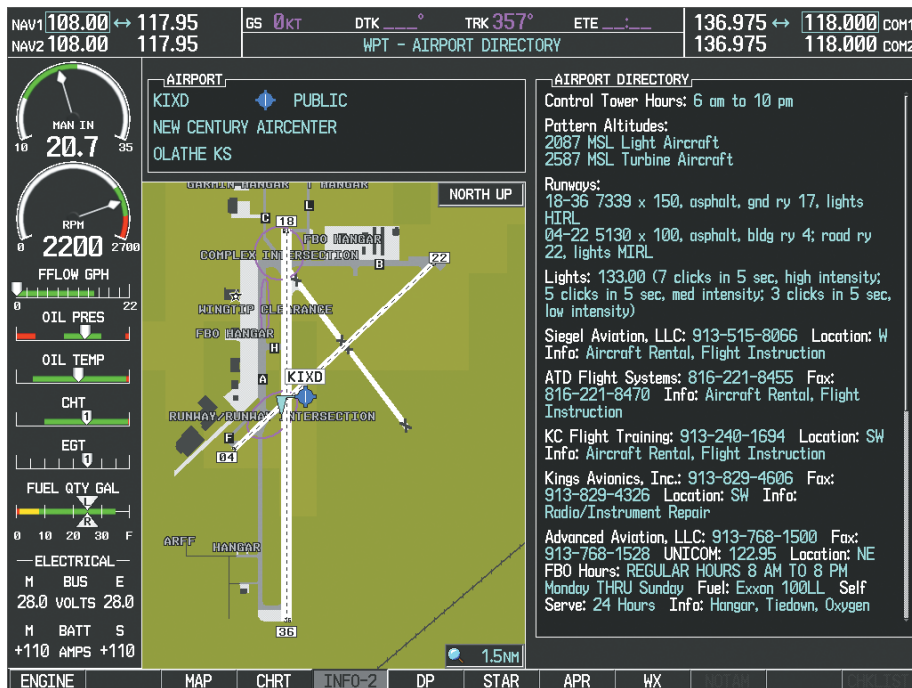 NAV1 108.00 ↔ 117.95
NAV2 108.00 117.95
GS 0KT DTK ___° TRK 357° ETE __:__
WPT - AIRPORT DIRECTORY
136.975 ↔ 118.000 COM1
136.975 118.000 COM2
MAN IN
20.7
10 35
RPM
2200
0 2700
FFLOW GPH
0 22
OIL PRES
OIL TEMP
CHT
1
EGT
1
FUEL QTY GAL
L
R
0 10 20 30 F
ELECTRICAL
M BUS E
28.0 VOLTS 28.0
M BATT S
+110 AMPS +110
AIRPORT
KIXD PUBLIC
NEW CENTURY AIRCENTER
OLATHE KS
NORTH UP
GARMIN HANGAR T HANGAR
L
C
18
FBO HANGAR
COMPLEX INTERSECTION
B
22
WINGTIP CLEARANCE
FBO HANGAR
H
KIXD
A
RUNWAY/RUNWAY INTERSECTION
F
04
ARFF HANGAR
36
1.5NM
AIRPORT DIRECTORY
Control Tower Hours: 6 am to 10 pm
Pattern Altitudes:
2087 MSL Light Aircraft
2587 MSL Turbine Aircraft
Runways:
18-36 7339 x 150, asphalt, gnd ry 17, lights
HIRL
04-22 5130 x 100, asphalt, bldg ry 4; road ry
22, lights MIRL
Lights: 133.00 (7 clicks in 5 sec, high intensity;
5 clicks in 5 sec, med intensity; 3 clicks in 5 sec,
low intensity)
Siegel Aviation, LLC: 913-515-8066 Location: W
Info: Aircraft Rental, Flight Instruction
ATD Flight Systems: 816-221-8455 Fax:
816-221-8470 Info: Aircraft Rental, Flight
Instruction
KC Flight Training: 913-240-1694 Location: SW
Info: Aircraft Rental, Flight Instruction
Kings Avionics, Inc.: 913-829-4606 Fax:
913-829-4326 Location: SW Info:
Radio/Instrument Repair
Advanced Aviation, LLC: 913-768-1500 Fax:
913-768-1528 UNICOM: 122.95 Location: NE
FBO Hours: REGULAR HOURS 8 AM TO 8 PM
Monday THRU Sunday Fuel: Exxon 100LL Self
Serve: 24 Hours Info: Hangar, Tiedown, Oxygen
ENGINE MAP CHRT INFO-2 DP STAR APR WX NOTAM CHKLIST